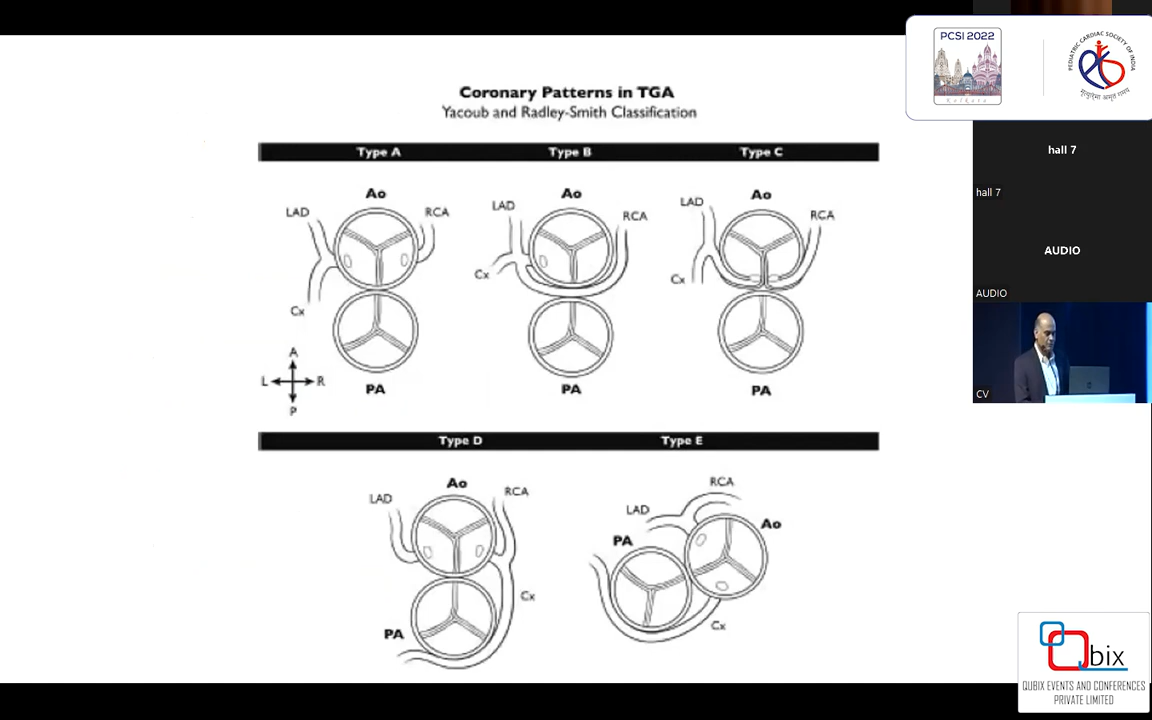 Coronary Patterns in TGA
Yacoub and Radley-Smith Classification
Type A Type B Type C
Ao Ao Ao
LAD RCA LAD RCA LAD RCA
Cx Cx Cx
A
L R
P
PA PA PA
Type D Type E
Ao
LAD RCA
PA
Cx
RCA
LAD
Ao
PA
Cx
PCSI 2022
Kolkata
PEDIATRIC CARDIAC SOCIETY OF INDIA
hall 7
hall 7
AUDIO
AUDIO
CV
Qbix
QUBIX EVENTS AND CONFERENCES
PRIVATE LIMITED